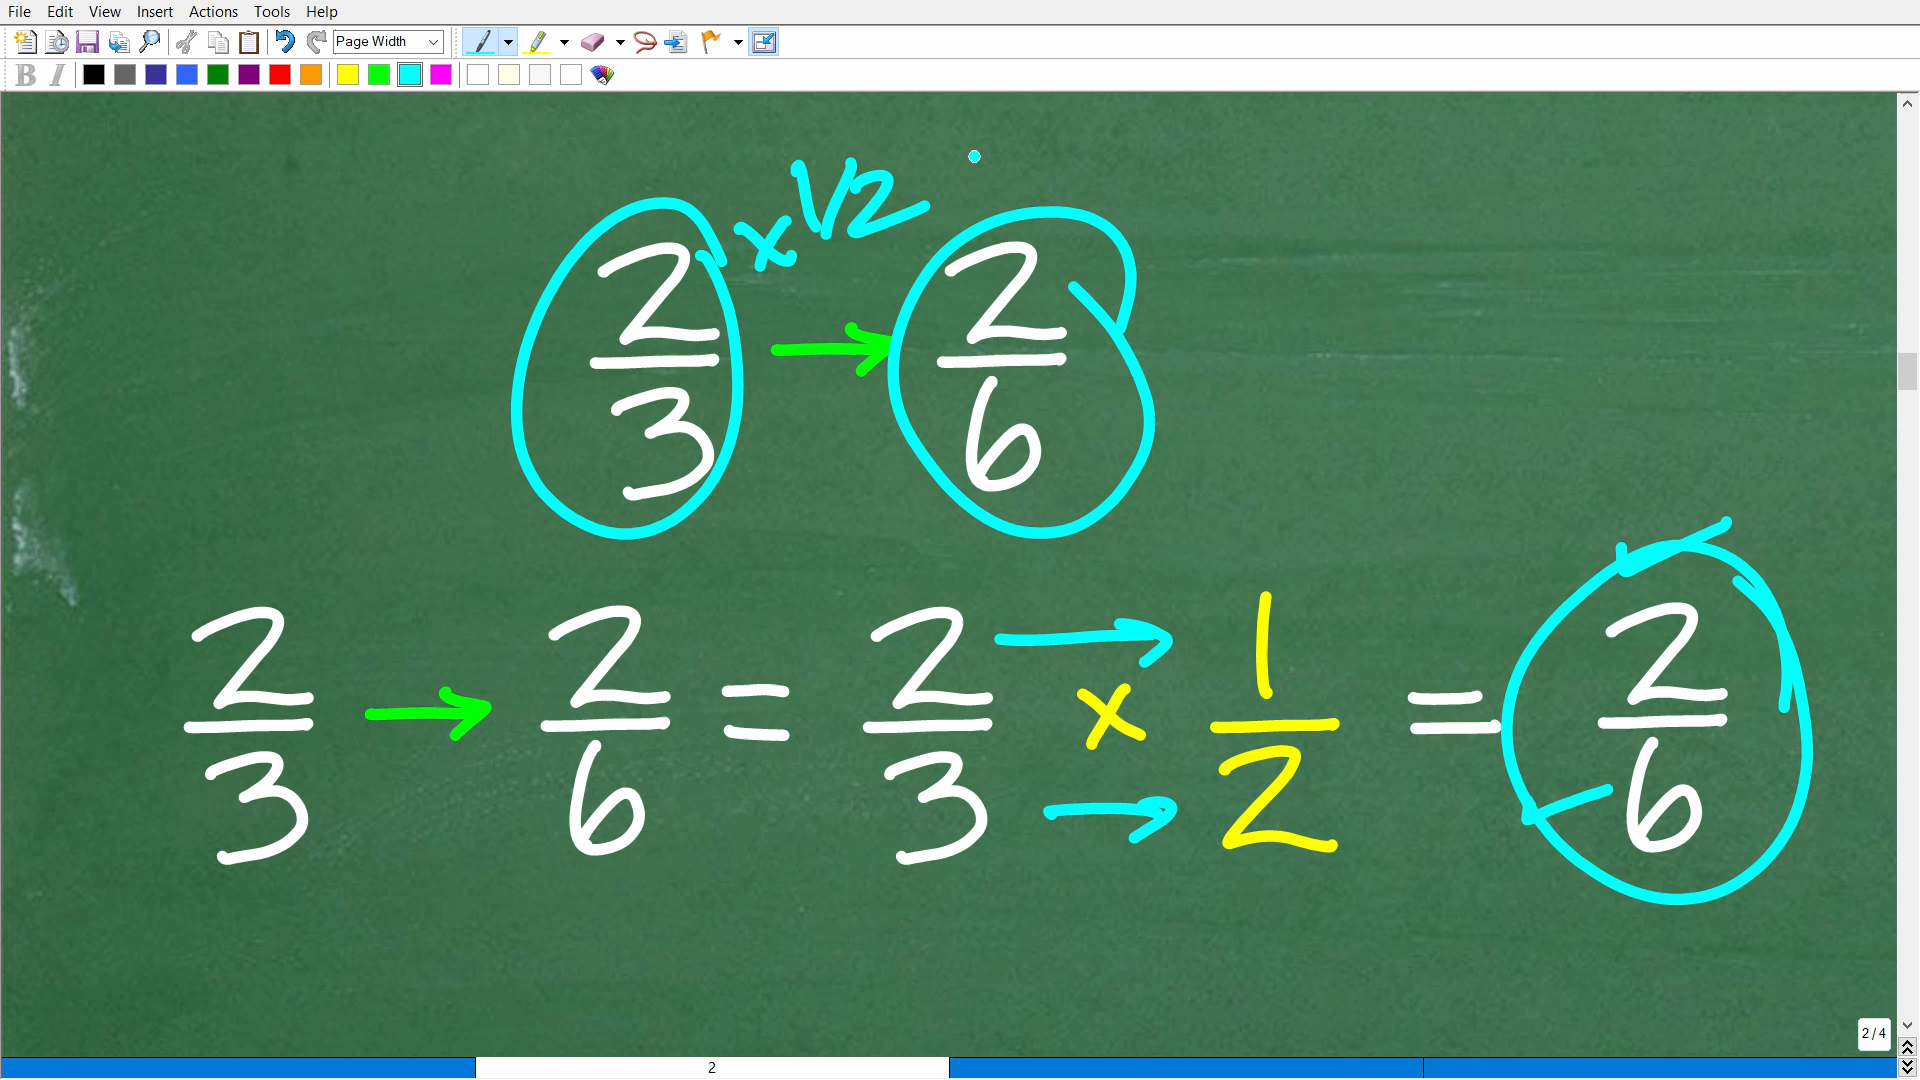 File Edit View Insert Actions Tools Help
Page Width
B I
x 1/2
2/3 → 2/6
2/3 → 2/6 = 2/3 x 1/2 = 2/6
2 / 4
2